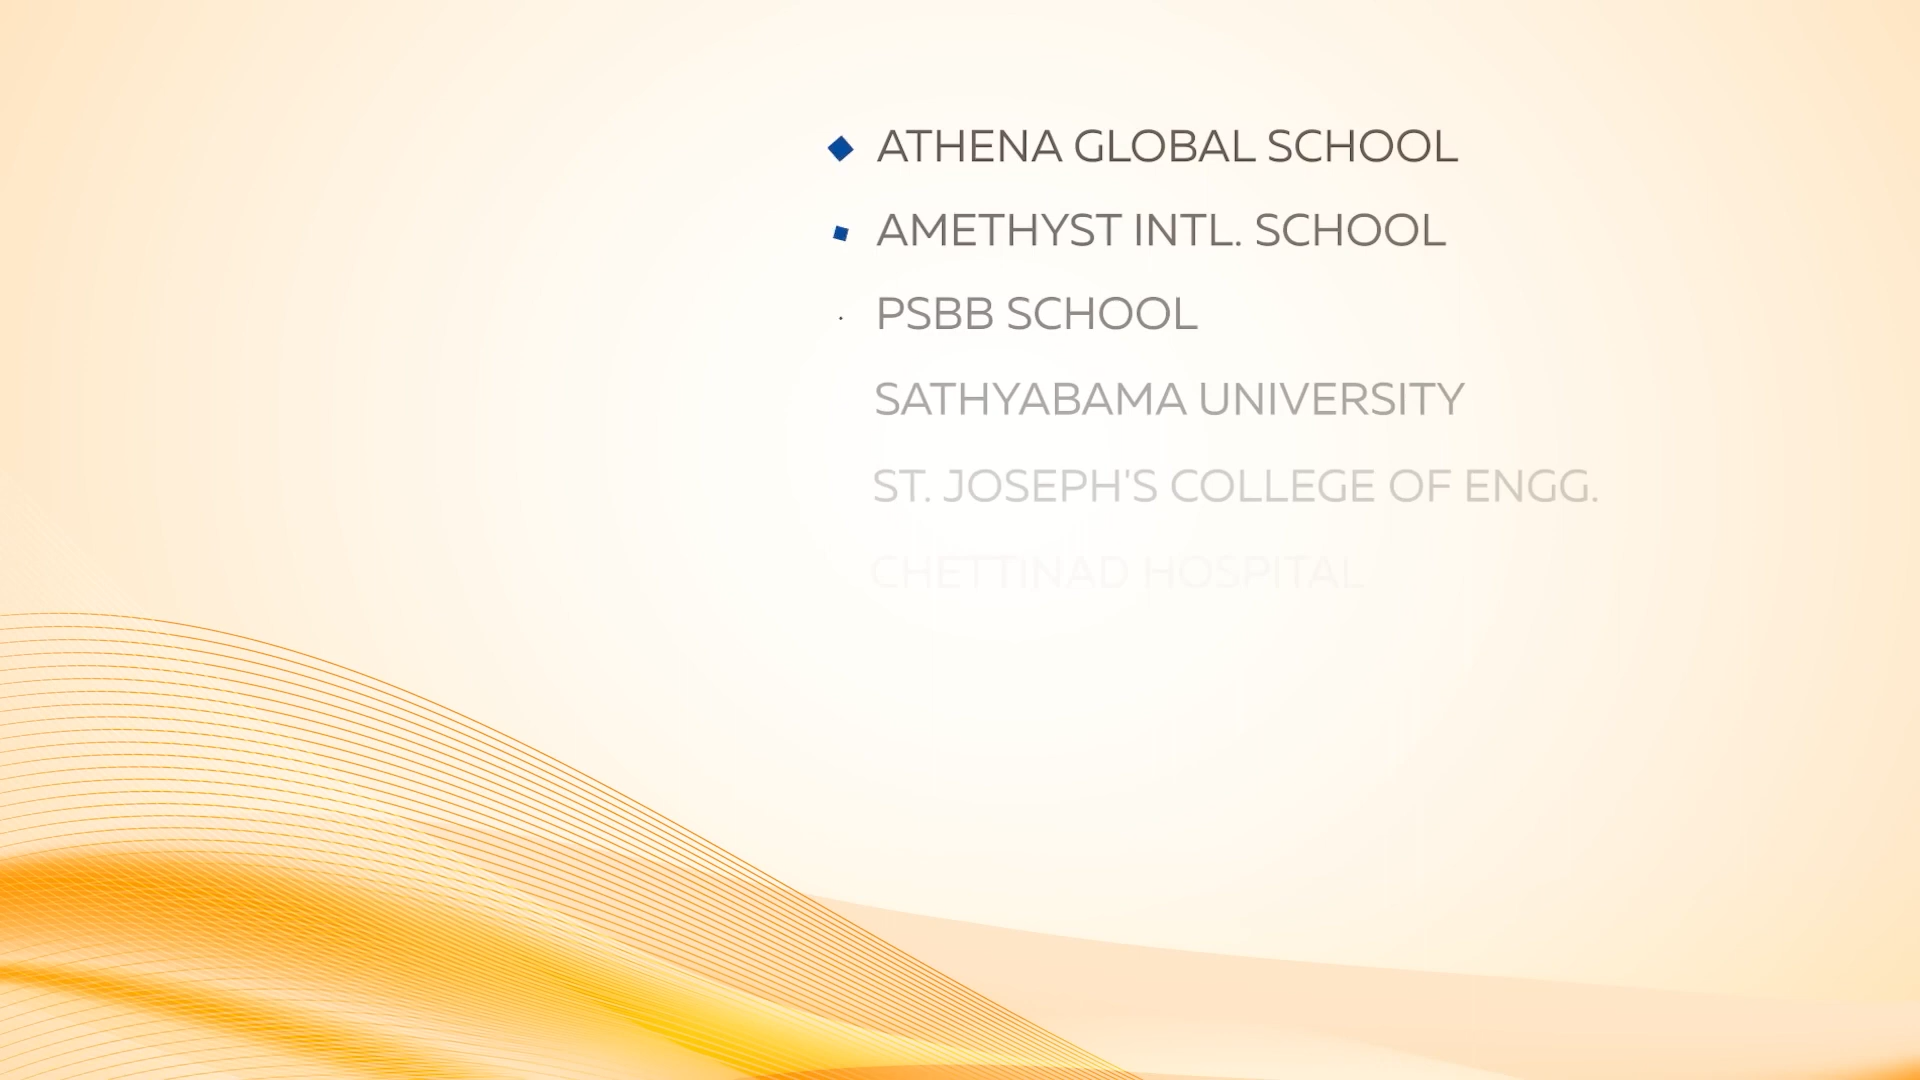 ATHENA GLOBAL SCHOOL
AMETHYST INTL. SCHOOL
PSBB SCHOOL
SATHYABAMA UNIVERSITY
ST. JOSEPH'S COLLEGE OF ENGG.
CHETTINAD HOSPITAL